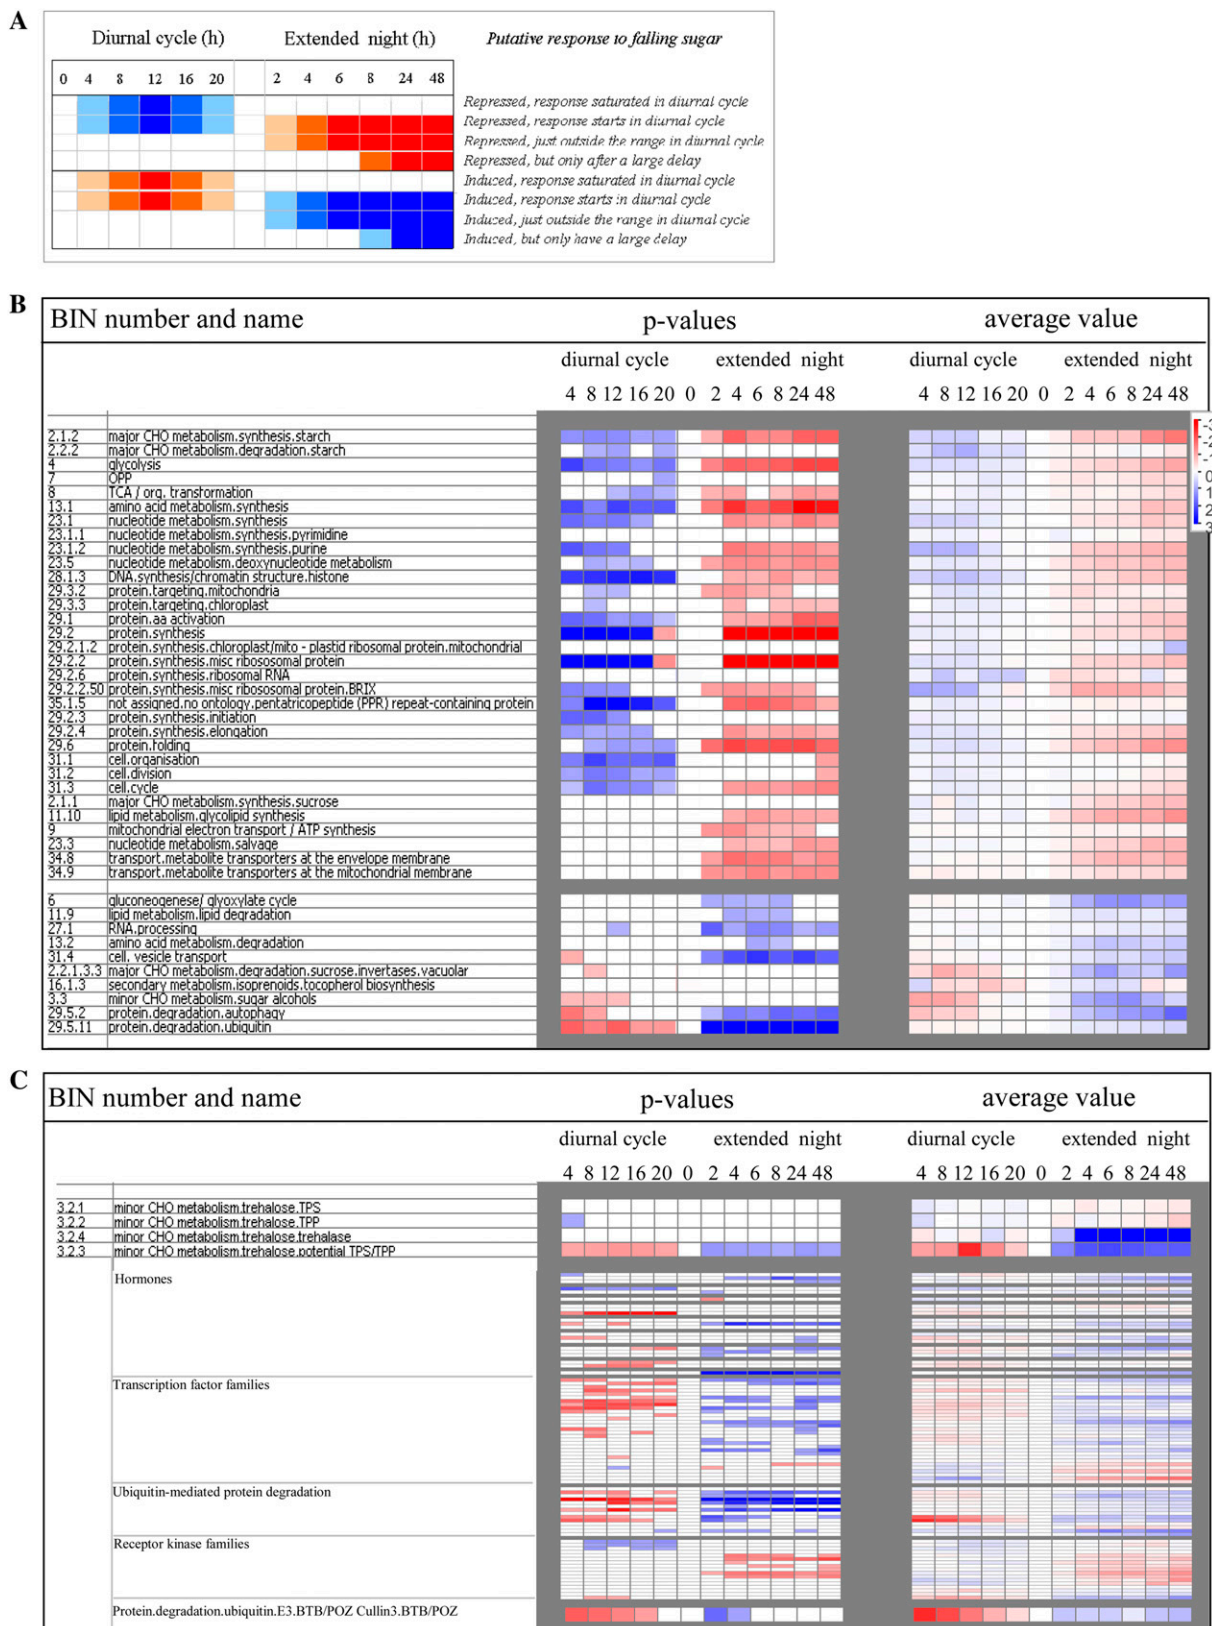 A
Diurnal cycle (h) Extended night (h) Putative response to falling sugar
0 4 8 12 16 20 2 4 6 8 24 48
Repressed, response saturated in diurnal cycle
Repressed, response starts in diurnal cycle
Repressed, just outside the range in diurnal cycle
Repressed, but only after a large delay
Induced, response saturated in diurnal cycle
Induced, response starts in diurnal cycle
Induced, just outside the range in diurnal cycle
Induced, but only have a large delay
B
BIN number and name p-values average value
diurnal cycle extended night diurnal cycle extended night
4 8 12 16 20 0 2 4 6 8 24 48 4 8 12 16 20 0 2 4 6 8 24 48
2.1.2 major CHO metabolism.synthesis.starch
2.2.2 major CHO metabolism.degradation.starch
4 glycolysis
7 OPP
8 TCA / org. transformation
13.1 amino acid metabolism.synthesis
23.1 nucleotide metabolism.synthesis
23.1.1 nucleotide metabolism.synthesis.pyrimidine
23.1.2 nucleotide metabolism.synthesis.purine
23.5 nucleotide metabolism.deoxynucleotide metabolism
28.1.3 DNA.synthesis/chromatin structure.histone
29.3.2 protein.targeting.mitochondria
29.3.3 protein.targeting.chloroplast
29.1 protein.aa activation
29.2 protein.synthesis
29.2.1.2 protein.synthesis.chloroplast/mito - plastid ribosomal protein.mitochondrial
29.2.2 protein.synthesis.misc ribososomal protein
29.2.6 protein.synthesis.ribosomal RNA
29.2.2.50 protein.synthesis.misc ribososomal protein.BRIX
35.1.5 not assigned.no ontology.pentatricopeptide (PPR) repeat-containing protein
29.2.3 protein.synthesis.initiation
29.2.4 protein.synthesis.elongation
29.6 protein.folding
31.1 cell.organisation
31.2 cell.division
31.3 cell.cycle
2.1.1 major CHO metabolism.synthesis.sucrose
11.10 lipid metabolism.glycolipid synthesis
9 mitochondrial electron transport / ATP synthesis
23.3 nucleotide metabolism.salvage
34.8 transport.metabolite transporters at the envelope membrane
34.9 transport.metabolite transporters at the mitochondrial membrane
6 gluconeogenese/ glyoxylate cycle
11.9 lipid metabolism.lipid degradation
27.1 RNA.processing
13.2 amino acid metabolism.degradation
31.4 cell. vesicle transport
2.2.1.3.3 major CHO metabolism.degradation.sucrose.invertases.vacuolar
16.1.3 secondary metabolism.isoprenoids.tocopherol biosynthesis
3.3 minor CHO metabolism.sugar alcohols
29.5.2 protein.degradation.autophagy
29.5.11 protein.degradation.ubiquitin
-3
-2
-1
0
1
2
3
C
BIN number and name p-values average value
diurnal cycle extended night diurnal cycle extended night
4 8 12 16 20 0 2 4 6 8 24 48 4 8 12 16 20 0 2 4 6 8 24 48
3.2.1 minor CHO metabolism.trehalose.TPS
3.2.2 minor CHO metabolism.trehalose.TPP
3.2.4 minor CHO metabolism.trehalose.trehalase
3.2.3 minor CHO metabolism.trehalose.potential TPS/TPP
Hormones
Transcription factor families
Ubiquitin-mediated protein degradation
Receptor kinase families
Protein.degradation.ubiquitin.E3.BTB/POZ Cullin3.BTB/POZ